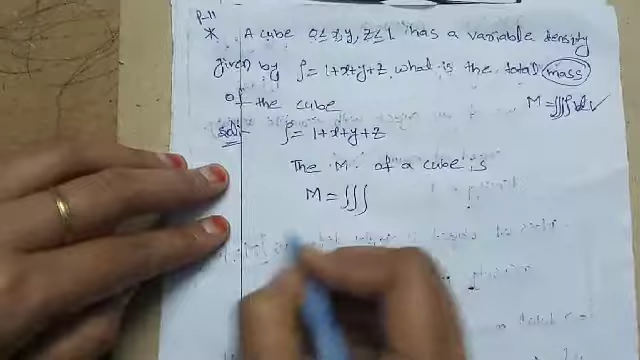 P-11
* A cube 0≤x,y,z≤1 has a variable density
given by ρ=1+x+y+z, what is the total mass
of the cube
M=∭ρdv✓
sol:- ρ=1+x+y+z
The M. of a cube is
M=∭